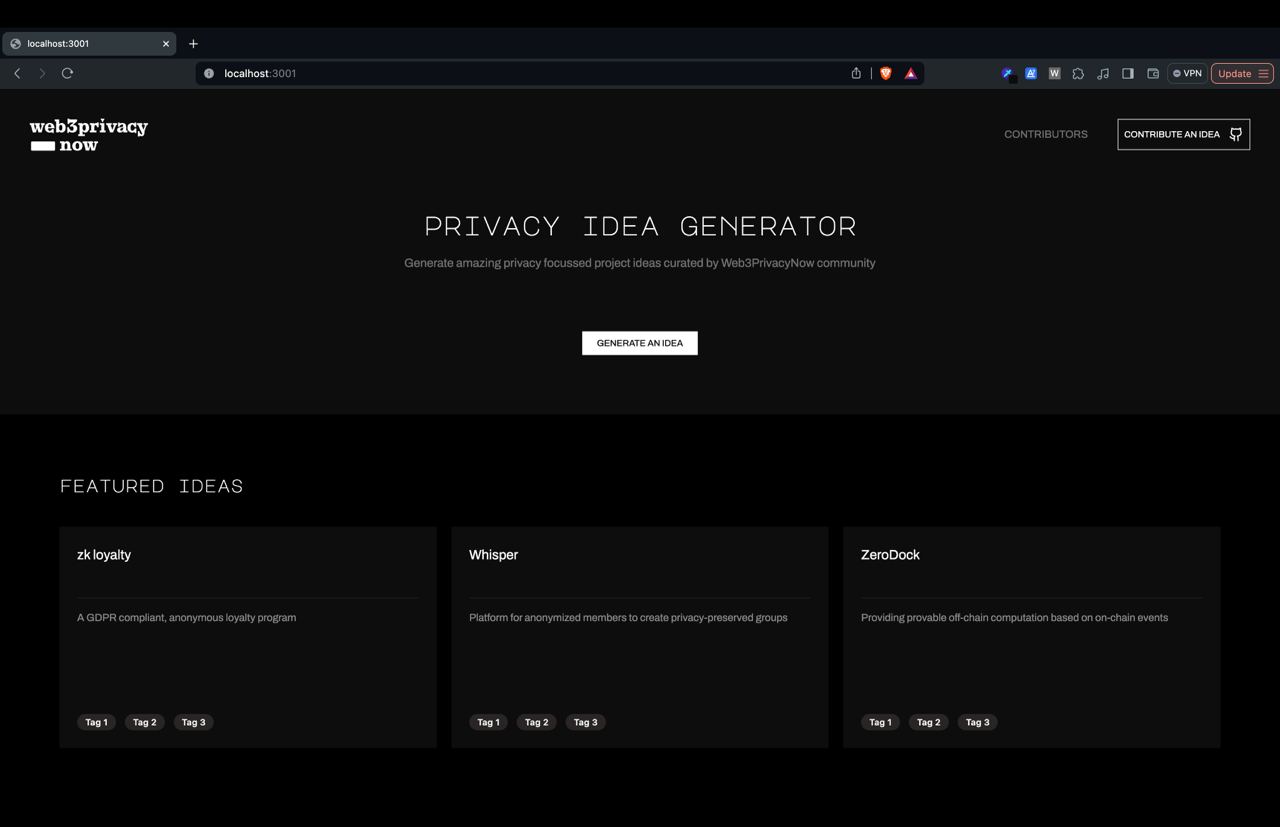 localhost:3001
localhost:3001
W
VPN
Update
web3privacy
now
CONTRIBUTORS
CONTRIBUTE AN IDEA
PRIVACY IDEA GENERATOR
Generate amazing privacy focussed project ideas curated by Web3PrivacyNow community
GENERATE AN IDEA
FEATURED IDEAS
zk loyalty
A GDPR compliant, anonymous loyalty program
Tag 1 Tag 2 Tag 3
Whisper
Platform for anonymized members to create privacy-preserved groups
Tag 1 Tag 2 Tag 3
ZeroDock
Providing provable off-chain computation based on on-chain events
Tag 1 Tag 2 Tag 3